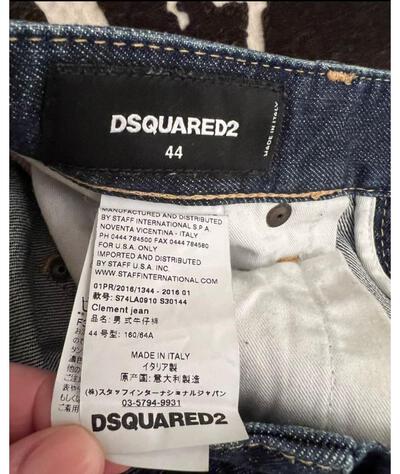 DSQUARED2
44
MADE IN ITALY
MANUFACTURED AND DISTRIBUTED
BY STAFF INTERNATIONAL S.P.A
NOVENTA VICENTINA - ITALY
PH 0444 784500 FAX 0444 784580
FOR U.S.A. ONLY
IMPORTED AND DISTRIBUTED
BY STAFF U.S.A. INC
WWW.STAFFINTERNATIONAL.COM
01PR/2016/1344 - 2016 01
款号: S74LA0910 S30144
Clement jean
品名: 男式牛仔裤
44 号型: 160/64A
MADE IN ITALY
イタリア製
原产国: 意大利製造
(株)スタッフインターナショナルジャパン
03-5794-9931
DSQUARED2